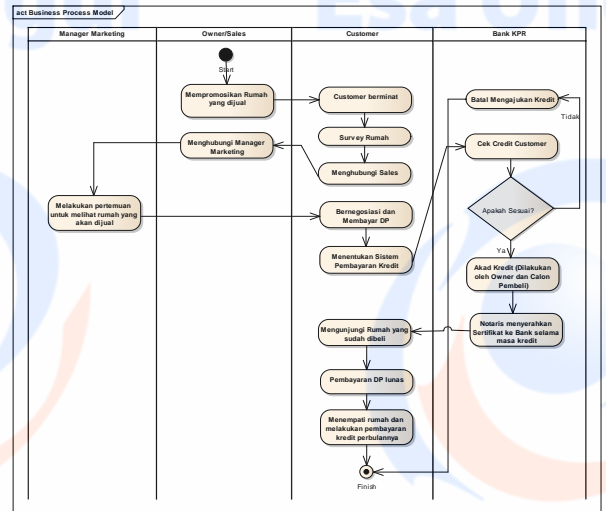 act Business Process Model
Manager Marketing
Owner/Sales
Customer
Bank KPR
Start
Mempromosikan Rumah
yang dijual
Customer berminat
Batal Mengajukan Kredit
Tidak
Survey Rumah
Menghubungi Manager
Marketing
Cek Credit Customer
Menghubungi Sales
Melakukan pertemuan
untuk melihat rumah yang
akan dijual
Bernegosiasi dan
Membayar DP
Apakah Sesuai?
Ya
Menentukan Sistem
Pembayaran Kredit
Akad Kredit (Dilakukan
oleh Owner dan Calon
Pembeli)
Mengunjungi Rumah yang
sudah dibeli
Notaris menyerahkan
Sertifikat ke Bank selama
masa kredit
Pembayaran DP lunas
Menempati rumah dan
melakukan pembayaran
kredit perbulannya
Finish
Esa Un